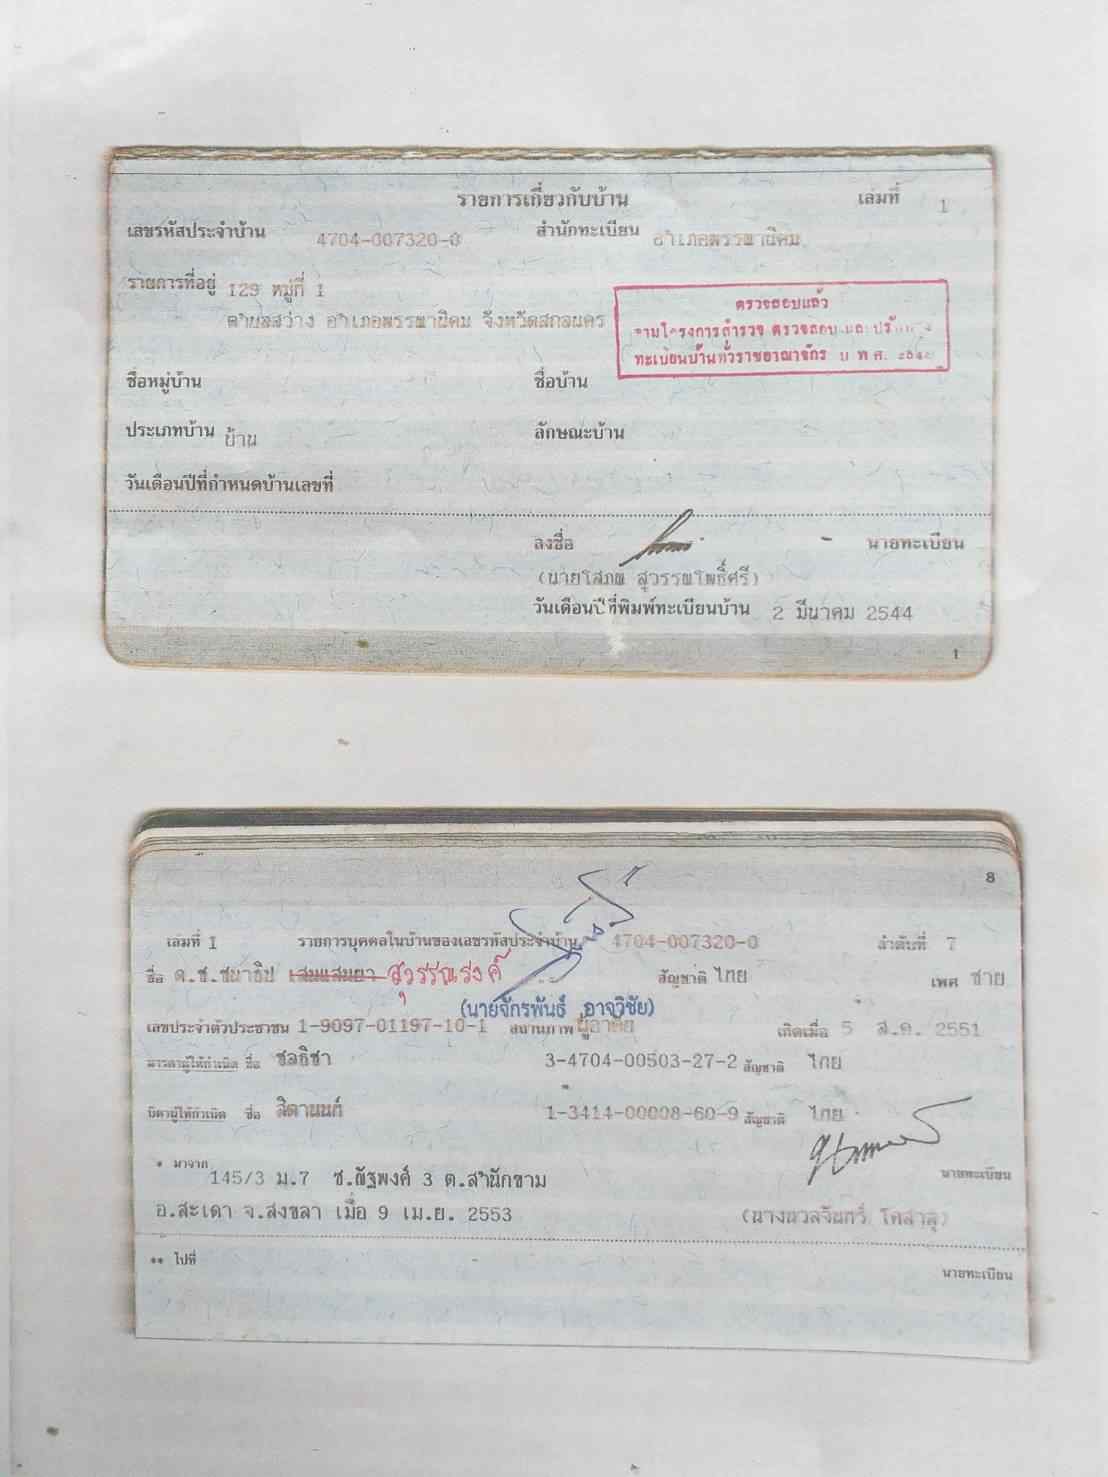 รายการเกี่ยวกับบ้าน เล่มที่ 1
เลขรหัสประจำบ้าน 4704-007320-0 สำนักทะเบียน อำเภอพรรณานิคม
รายการที่อยู่ 129 หมู่ที่ 1
ตำบลสว่าง อำเภอพรรณานิคม จังหวัดสกลนคร
ตรวจสอบแล้ว
ตามโครงการสำรวจ ตรวจสอบ และปรับปรุง
ทะเบียนบ้านทั่วราชอาณาจักร ป พ ศ.
ชื่อหมู่บ้าน ชื่อบ้าน
ประเภทบ้าน บ้าน ลักษณะบ้าน
วันเดือนปีที่กำหนดบ้านเลขที่
ลงชื่อ นายทะเบียน
(นายโสภณ สุวรรณโพธิ์ศรี)
วันเดือนปีที่พิมพ์ทะเบียนบ้าน 2 มีนาคม 2544
1
8
เล่มที่ 1 รายการบุคคลในบ้านของเลขรหัสประจำบ้าน 4704-007320-0 ลำดับที่ 7
ชื่อ ด.ช.ชนาธิป เสมแสมยา สุวรรณรงค์ สัญชาติ ไทย เพศ ชาย
(นายจักรพันธ์ อาจวิชัย)
เลขประจำตัวประชาชน 1-9097-01197-10-1 สถานภาพ ผู้อาศัย เกิดเมื่อ 5 ส.ค. 2551
มารดาผู้ให้กำเนิด ชื่อ ชลธิชา 3-4704-00503-27-2 สัญชาติ ไทย
บิดาผู้ให้กำเนิด ชื่อ สิตานนท์ 1-3414-00008-60-9 สัญชาติ ไทย
* มาจาก 145/3 ม.7 ซ.ณัฐพงศ์ 3 ต.สำนักขาม นายทะเบียน
อ.สะเดา จ.สงขลา เมื่อ 9 เม.ย. 2553 (นางนวลจันทร์ โคสาสุ)
** ไปที่
นายทะเบียน